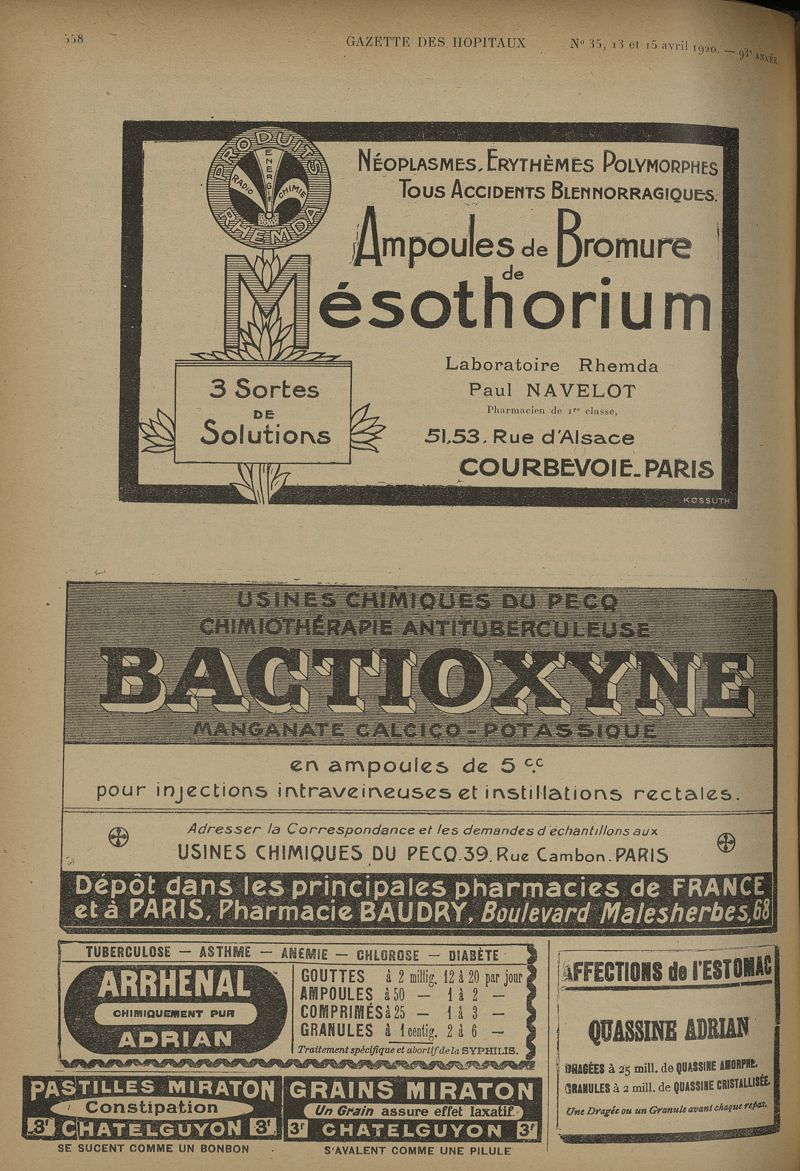 558
GAZETTE DES HOPITAUX
N° 35, 13 et 15 avril 1920. — 93e ANNÉE.
PRODUITS
RHEMDA
ENERGIE
RADIO
CHIMIE
NÉOPLASMES, ERYTHÈMES POLYMORPHES
TOUS ACCIDENTS BLENNORRAGIQUES.
Ampoules de Bromure
de
Mésothorium
Laboratoire Rhemda
Paul NAVELOT
Pharmacien de 1re classe,
51,53, Rue d'Alsace
COURBEVOIE-PARIS
3 Sortes
DE
Solutions
KOSSUTH
USINES CHIMIQUES DU PECQ
CHIMIOTHÉRAPIE ANTITUBERCULEUSE
BACTIOXYNE
MANGANATE CALCICO-POTASSIQUE
en ampoules de 5 c.c
pour injections intraveineuses et instillations rectales.
Adresser la Correspondance et les demandes d'échantillons aux
USINES CHIMIQUES DU PECQ.39, Rue Cambon.PARIS
Dépôt dans les principales pharmacies de FRANCE
et à PARIS, Pharmacie BAUDRY, Boulevard Malesherbes,68
TUBERCULOSE — ASTHME — ANEMIE — CHLOROSE — DIABÈTE
ARRHENAL
CHIMIQUEMENT PUR
ADRIAN
GOUTTES à 2 millig. 12 à 20 par jour
AMPOULES à 50 — 1 à 2 —
COMPRIMÉS à 25 — 1 à 3 —
GRANULES à 1 centig. 2 à 6 —
Traitement spécifique et abortif de la SYPHILIS.
AFFECTIONS de l'ESTOMAC
QUASSINE ADRIAN
DRAGÉES à 25 mill. de QUASSINE AMORPHE.
GRANULES à 2 mill. de QUASSINE CRISTALLISÉE.
Une Dragée ou un Granule avant chaque repas.
PASTILLES MIRATON
Constipation
3f CHATELGUYON 3f
SE SUCENT COMME UN BONBON
GRAINS MIRATON
Un Grain assure effet laxatif
3f CHATELGUYON 3f
S'AVALENT COMME UNE PILULE